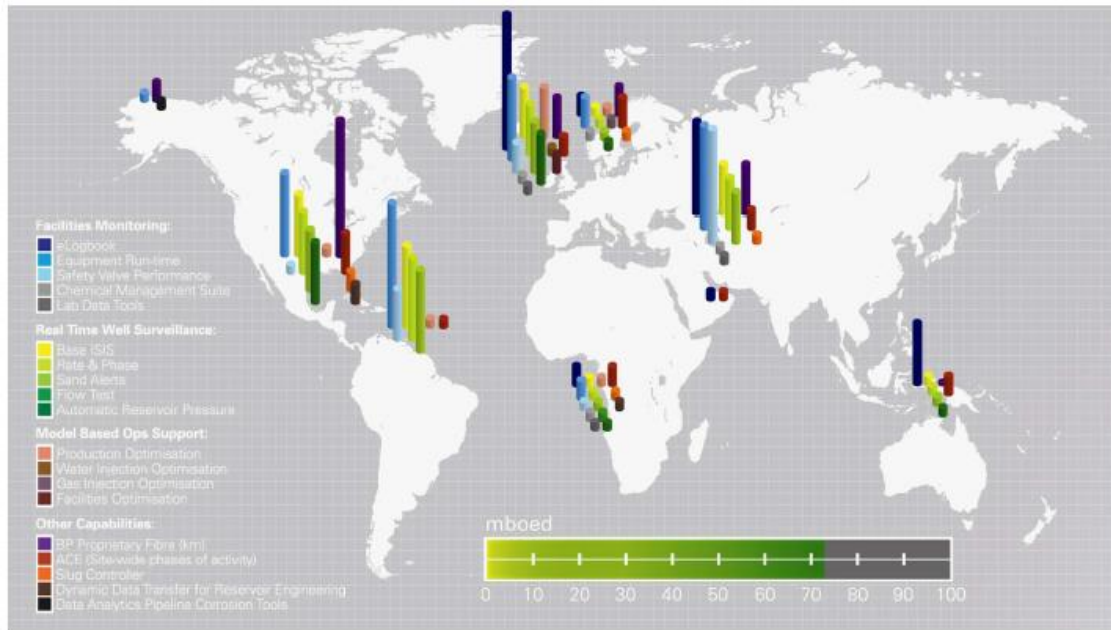 Facilities Monitoring:
eLogbook
Equipment Run-time
Safety Valve Performance
Chemical Management Suite
Lab Data Tools
Real Time Well Surveillance:
Base ISIS
Rate & Phase
Sand Alerts
Flow Test
Automatic Reservoir Pressure
Model Based Ops Support:
Production Optimisation
Water Injection Optimisation
Gas Injection Optimisation
Facilities Optimisation
Other Capabilities:
BP Proprietary Fibre (km)
ACE (Site-wide phases of activity)
Slug Controller
Dynamic Data Transfer for Reservoir Engineering
Data Analytics Pipeline Corrosion Tools
mboed
0 10 20 30 40 50 60 70 80 90 100